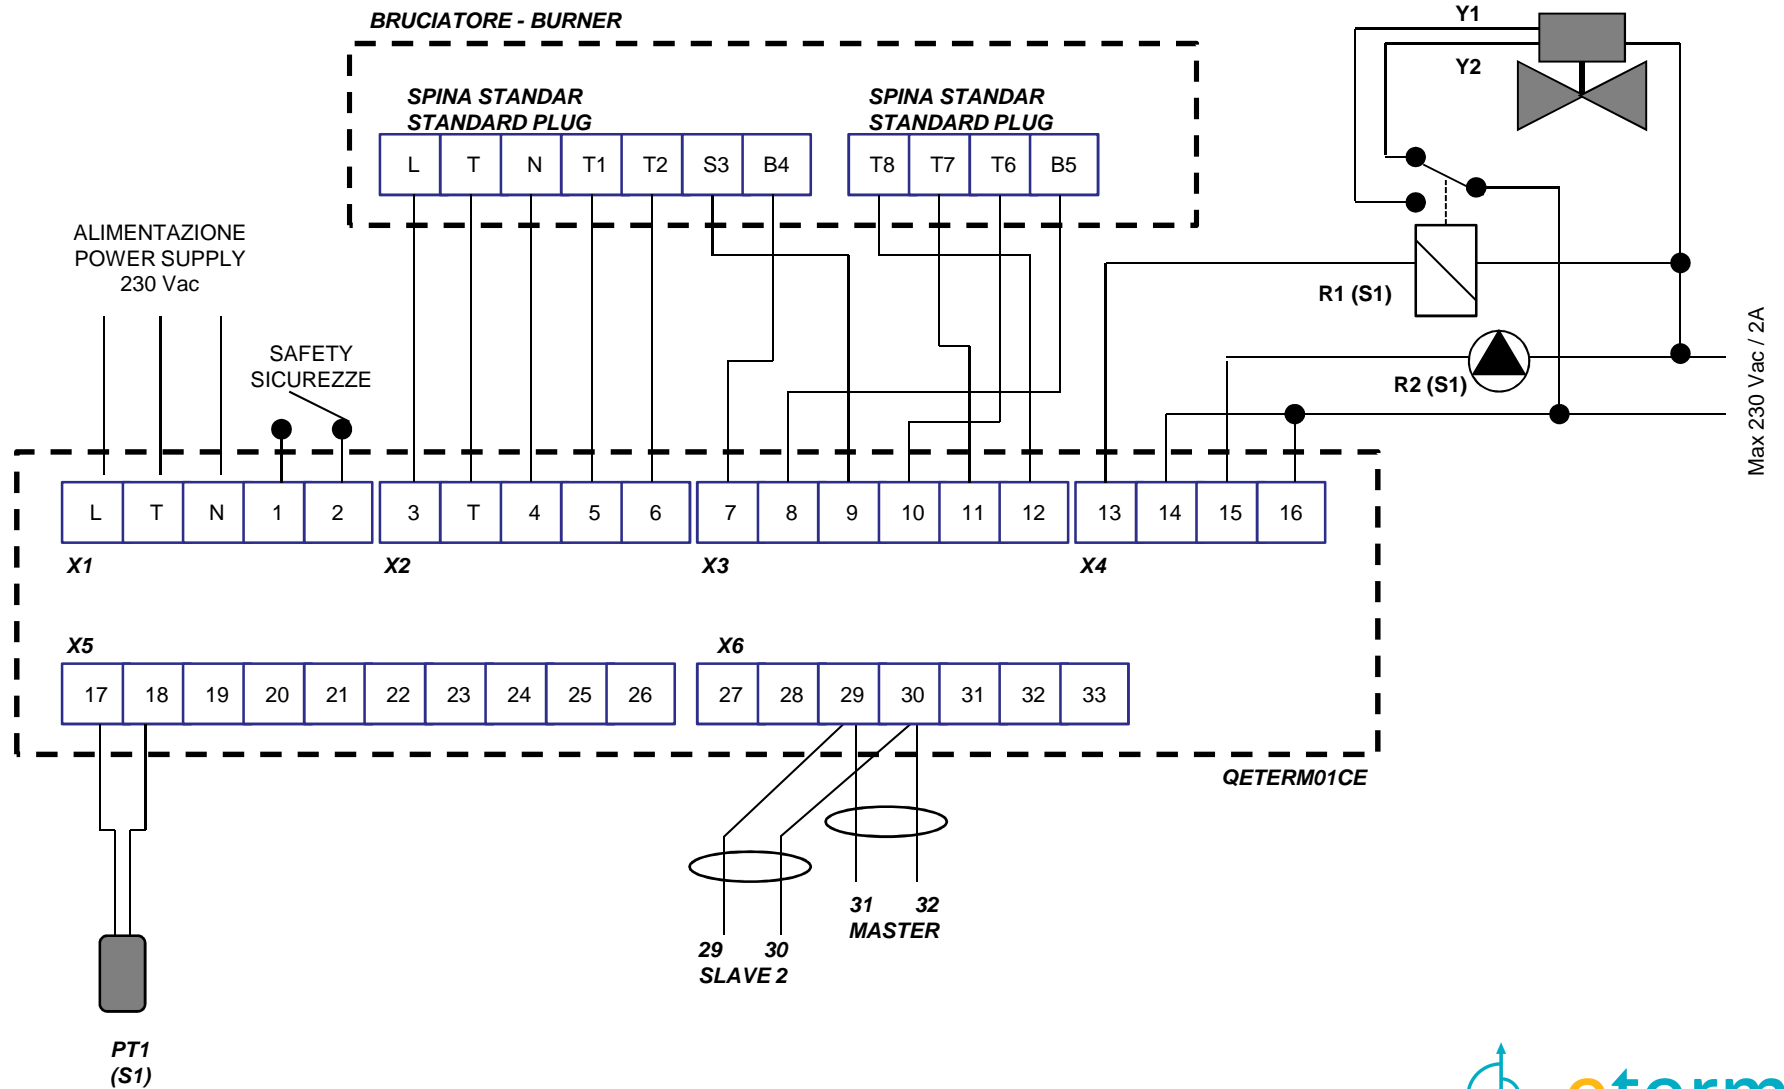 BRUCIATORE - BURNER
Y1
Y2
SPINA STANDAR
STANDARD PLUG
SPINA STANDAR
STANDARD PLUG
L T N T1 T2 S3 B4
T8 T7 T6 B5
ALIMENTAZIONE
POWER SUPPLY
230 Vac
SAFETY
SICUREZZE
R1 (S1)
R2 (S1)
Max 230 Vac / 2A
L T N 1 2
3 T 4 5 6
7 8 9 10 11 12
13 14 15 16
X1
X2
X3
X4
X5
X6
17 18 19 20 21 22 23 24 25 26
27 28 29 30 31 32 33
QETERM01CE
31 32
MASTER
29 30
SLAVE 2
PT1
(S1)